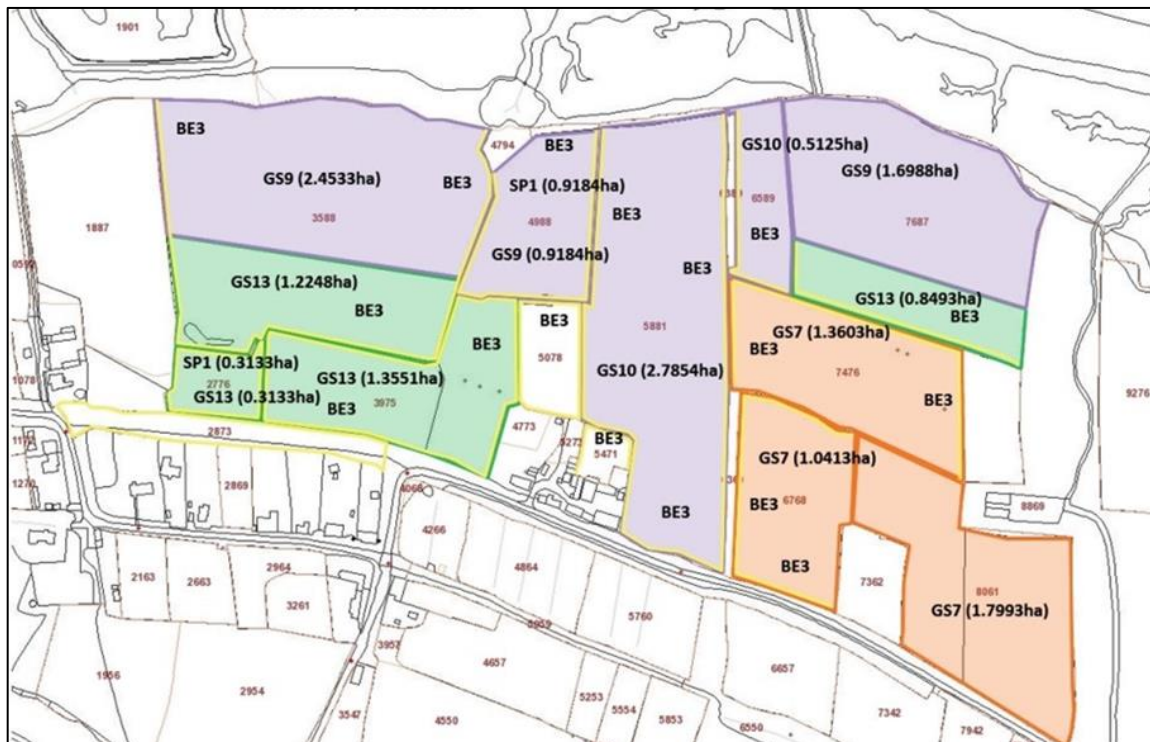 1901
BE3
4794
BE3
GS10 (0.5125ha)
GS9 (2.4533ha)
BE3
SP1 (0.9184ha)
GS9 (1.6988ha)
6589
3588
4988
BE3
7687
1887
GS9 (0.9184ha)
BE3
BE3
GS13 (1.2248ha)
BE3
GS13 (0.8493ha)
BE3
BE3
BE3
5881
GS7 (1.3603ha)
5078
BE3
7476
SP1 (0.3133ha)
GS13 (1.3551ha)
GS10 (2.7854ha)
1078
2776
GS13 (0.3133ha)
3975
BE3
BE3
9276
4773
2873
BE3
5471
GS7 (1.0413ha)
2869
6768
BE3
BE3
8869
4266
4864
BE3
7362
2163
2663
2964
3261
5760
8061
GS7 (1.7993ha)
5959
3957
4657
6657
1956
2954
5253
5554
5853
3547
4550
6550
7342
7942